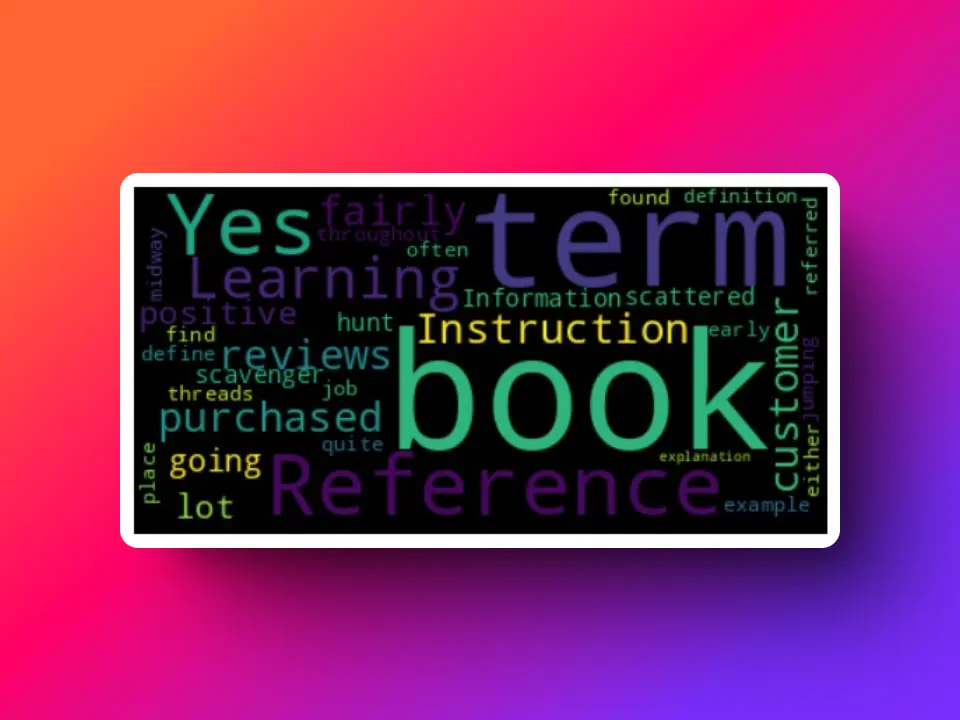 found
definition
Yes
fairly
term
referred
throughout
often
midway
Learning
Information
scattered
positive
hunt
Instruction
early
customer
find
define
reviews
book
jumping
scavenger
job
threads
purchased
quite
either
going
explanation
place
Reference
lot
example